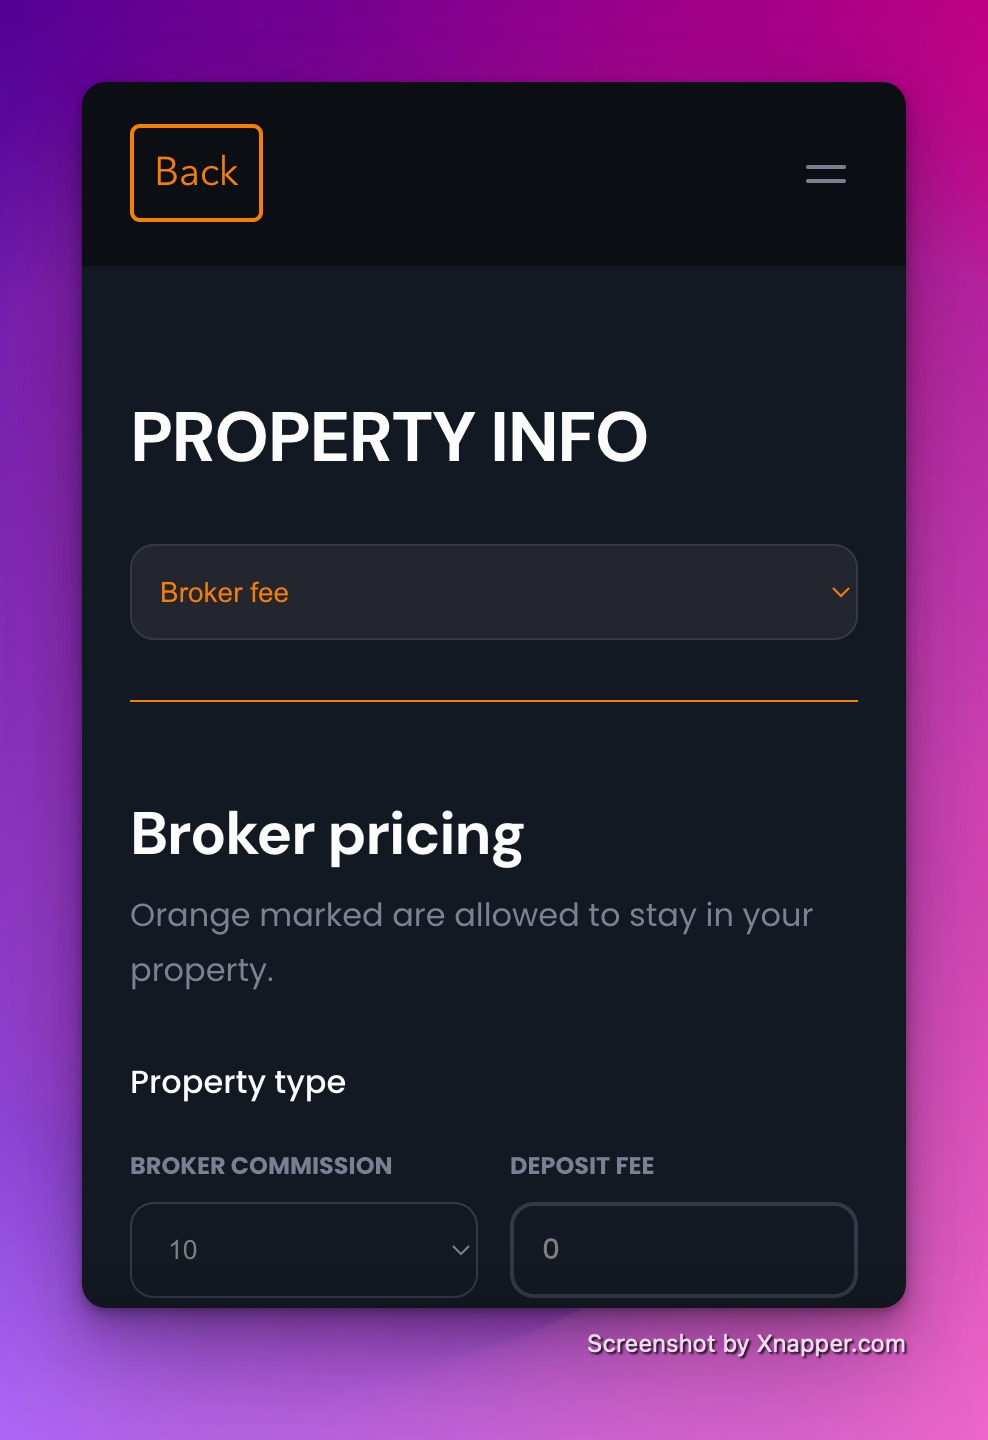 Back
PROPERTY INFO
Broker fee
Broker pricing
Orange marked are allowed to stay in your
property.
Property type
BROKER COMMISSION
DEPOSIT FEE
10
0
Screenshot by Xnapper.com